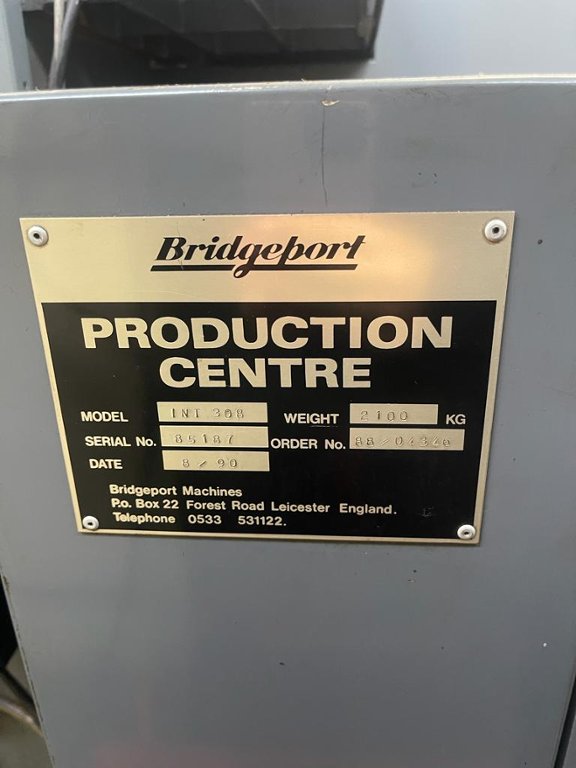 Bridgeport
PRODUCTION
CENTRE
MODEL INT 308 WEIGHT 2100 KG
SERIAL No. 85187 ORDER No.
DATE 8/90
Bridgeport Machines
P.o. Box 22 Forest Road Leicester England.
Telephone 0533 531122.